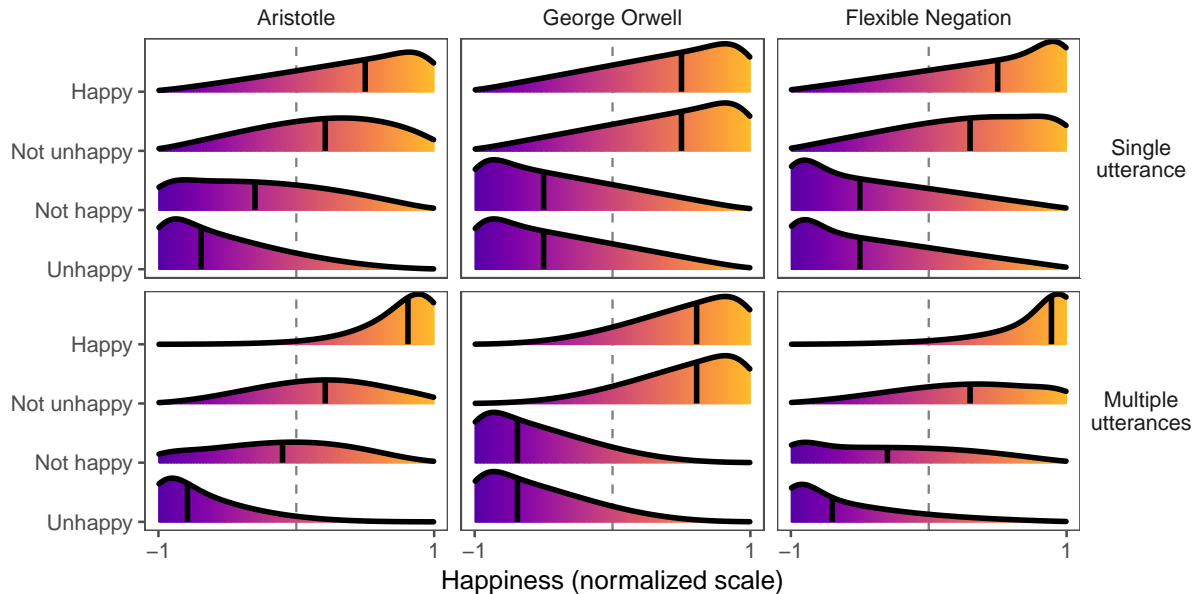 Aristotle
George Orwell
Flexible Negation
Happy
Not unhappy
Not happy
Unhappy
Single
utterance
Happy
Not unhappy
Not happy
Unhappy
Multiple
utterances
−1
1
−1
1
−1
1
Happiness (normalized scale)